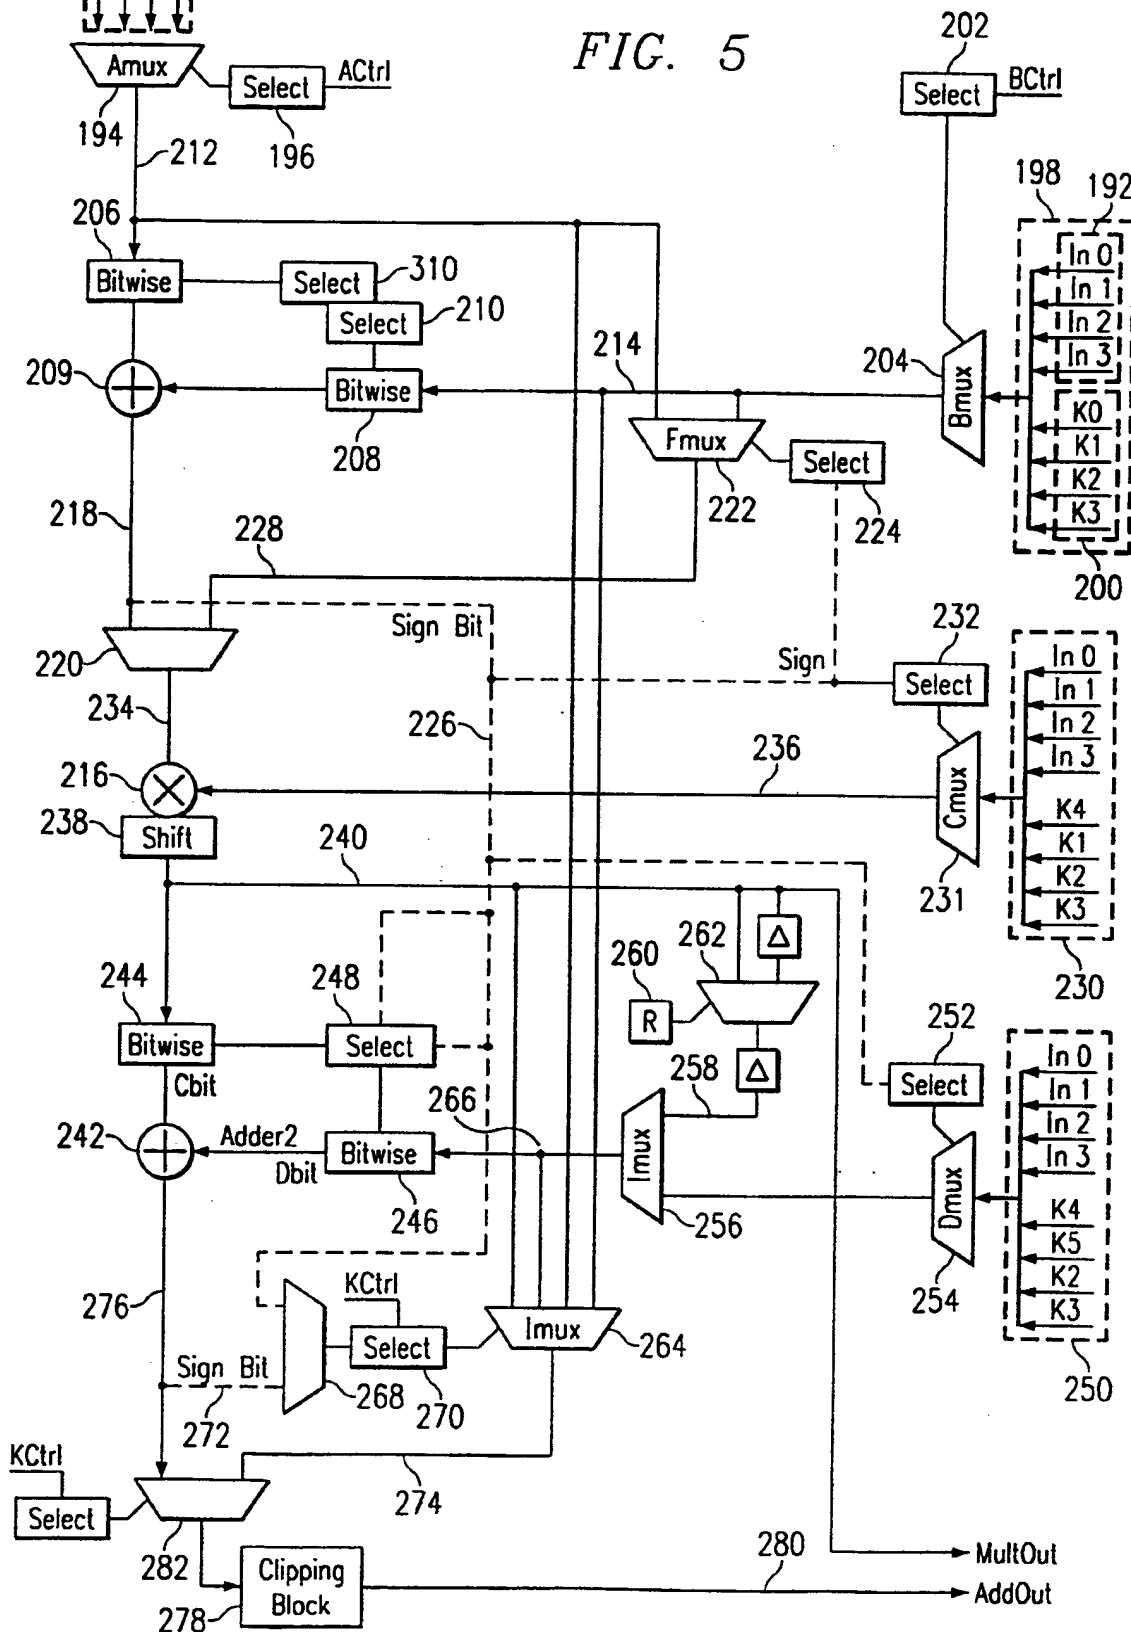 FIG. 5
202
Amux
Select
ACtrl
Select
BCtrl
194
196
212
198
192
206
In 0
In 1
In 2
In 3
Bitwise
Select
310
Select
210
214
204
209
Bitwise
Bmux
K0
K1
K2
K3
208
Fmux
Select
222
224
218
228
200
Sign Bit
232
220
Sign
Select
In 0
In 1
In 2
In 3
234
226
216
236
Cmux
238
Shift
K4
K1
K2
K3
240
231
Δ
262
260
230
244
248
R
252
Bitwise
Select
Select
In 0
In 1
In 2
In 3
Cbit
258
Δ
266
242
Adder2
Bitwise
Imux
Dmux
Dbit
246
256
K4
K5
K2
K3
254
276
KCtrl
Imux
264
Select
250
Sign Bit
268
270
272
KCtrl
274
Select
282
280
MultOut
Clipping
Block
AddOut
278